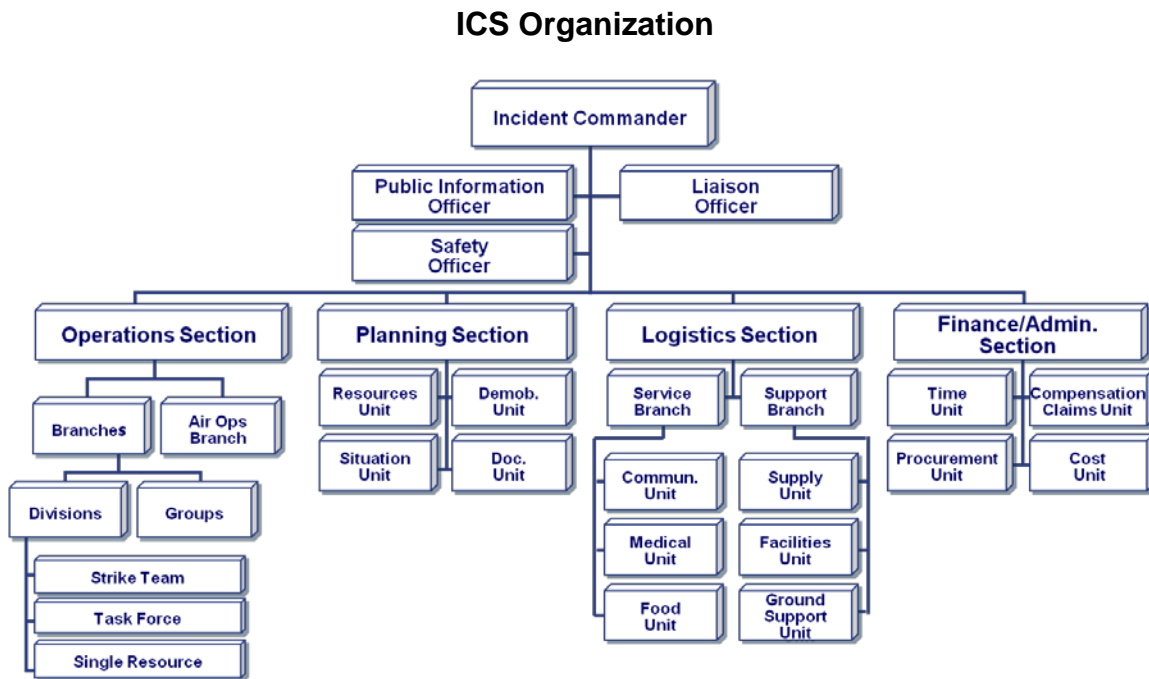 ICS Organization
Incident Commander
Public Information
Officer
Liaison
Officer
Safety
Officer
Operations Section
Planning Section
Logistics Section
Finance/Admin.
Section
Branches
Air Ops
Branch
Divisions
Groups
Strike Team
Task Force
Single Resource
Resources
Unit
Demob.
Unit
Situation
Unit
Doc.
Unit
Service
Branch
Support
Branch
Commun.
Unit
Supply
Unit
Medical
Unit
Facilities
Unit
Food
Unit
Ground
Support
Unit
Time
Unit
Compensation
Claims Unit
Procurement
Unit
Cost
Unit